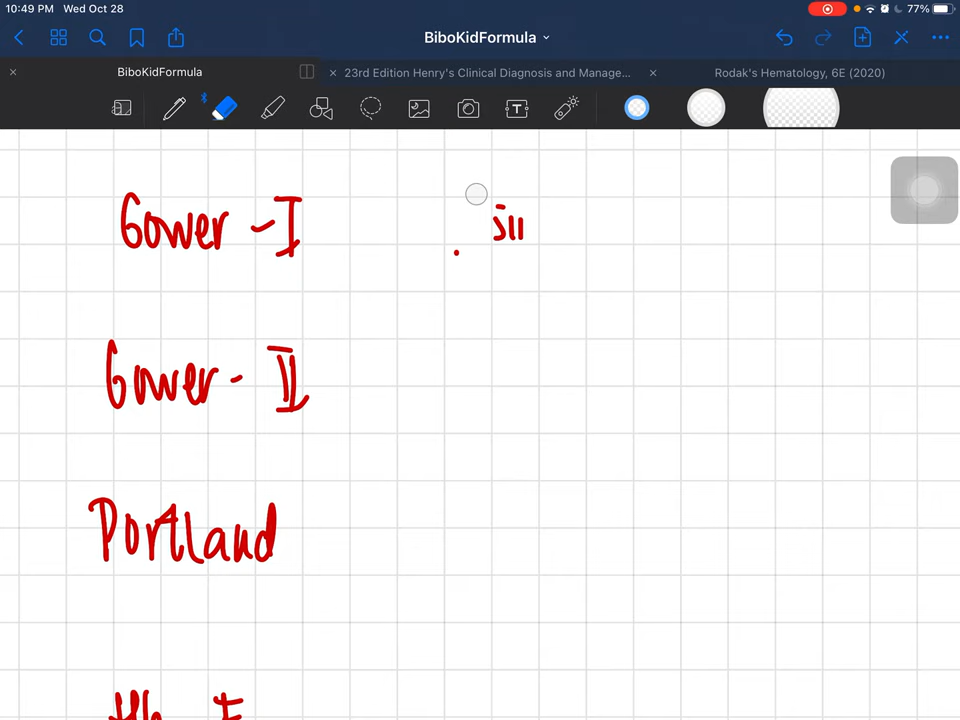 10:49 PM Wed Oct 28
77%
BiboKidFormula
BiboKidFormula
23rd Edition Henry's Clinical Diagnosis and Manage...
Rodak's Hematology, 6E (2020)
Gower - I
Gower - II
Portland